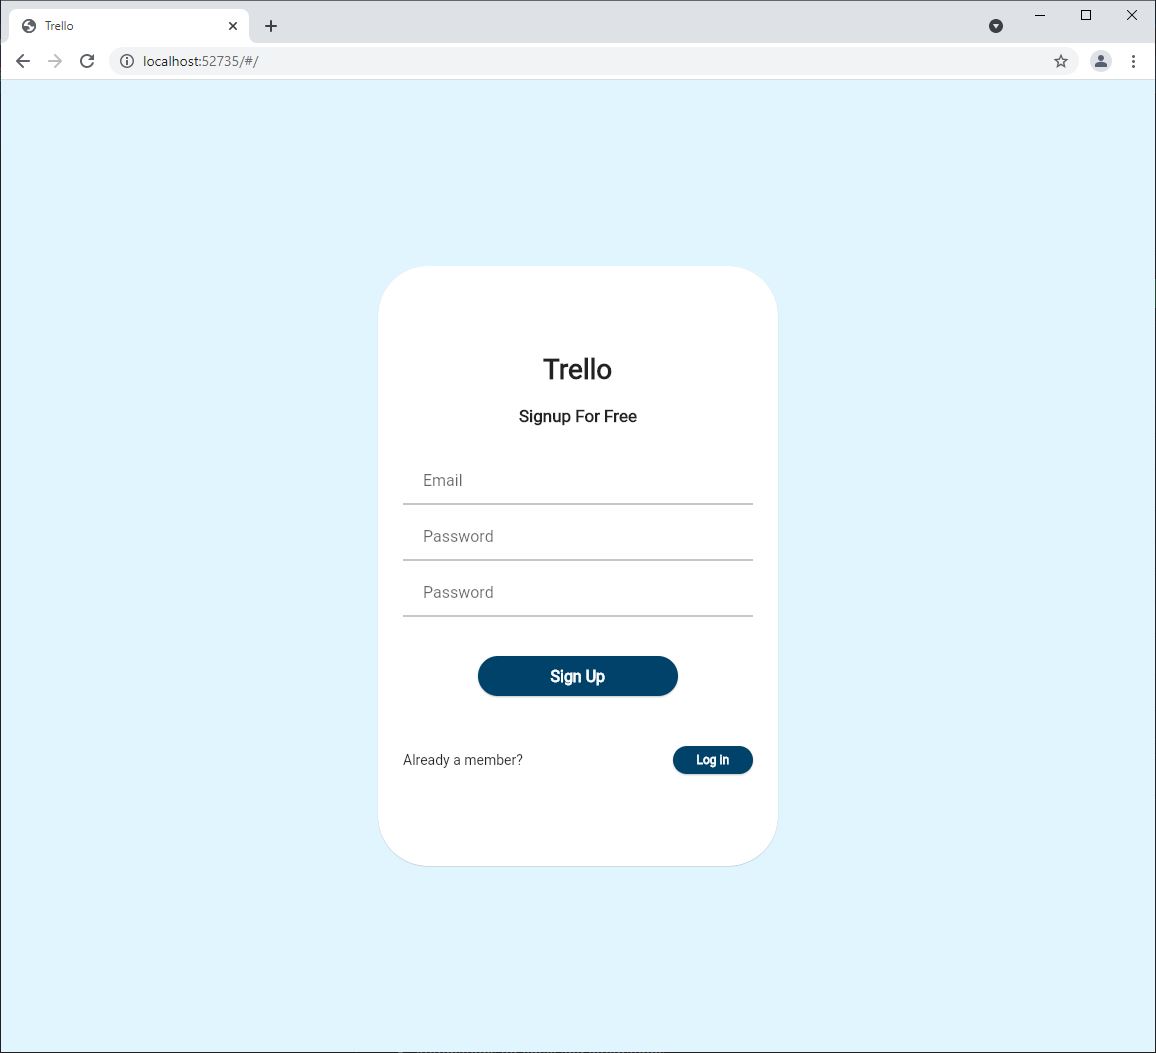 Trello
localhost:52735/#/
Trello
Signup For Free
Email
Password
Password
Sign Up
Already a member?
Log In